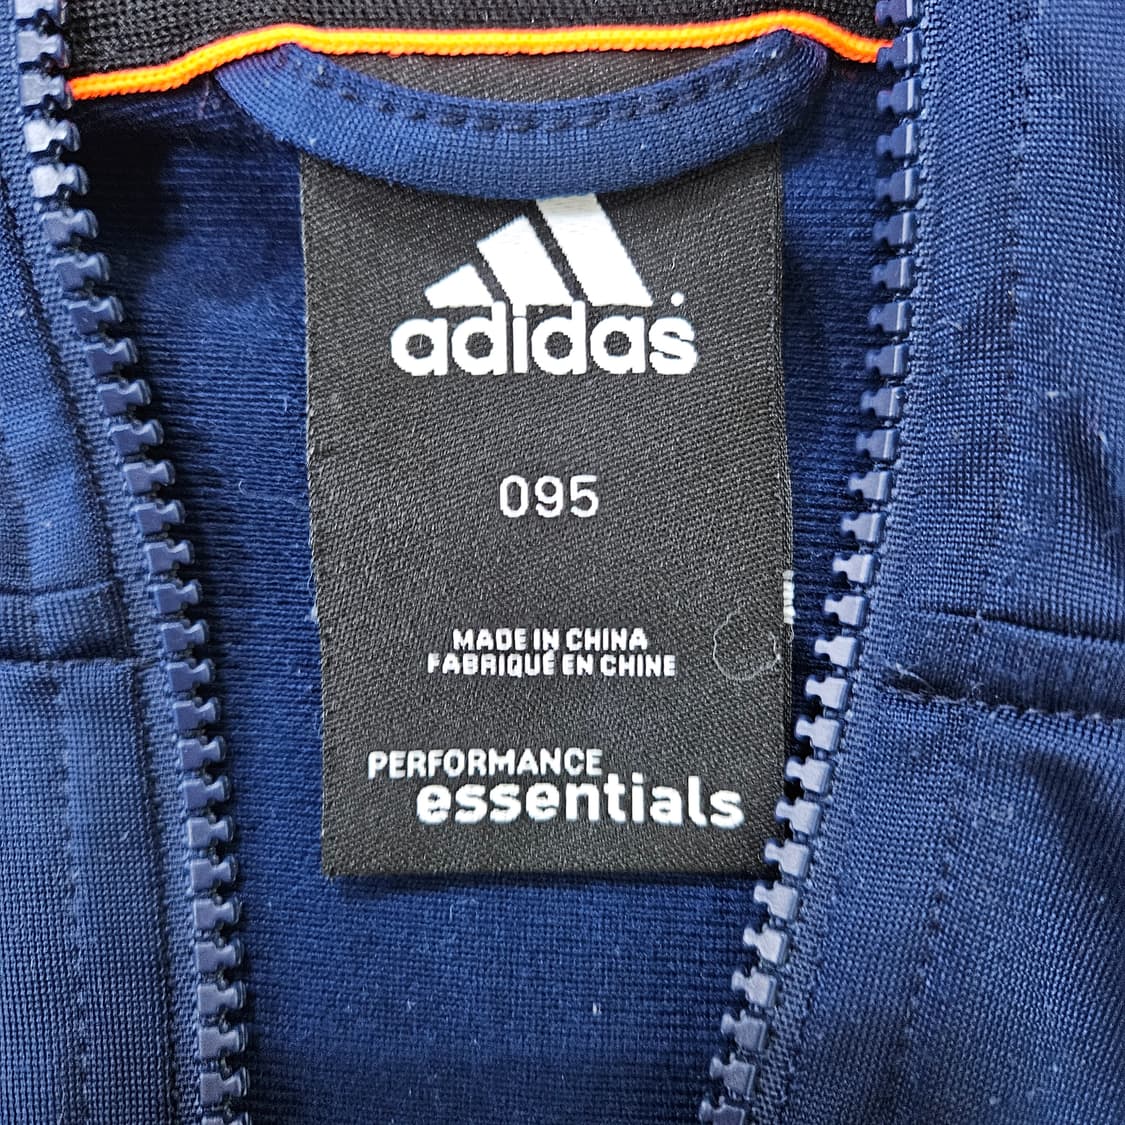 adidas
095
MADE IN CHINA
FABRIQUÉ EN CHINE
PERFORMANCE
essentials